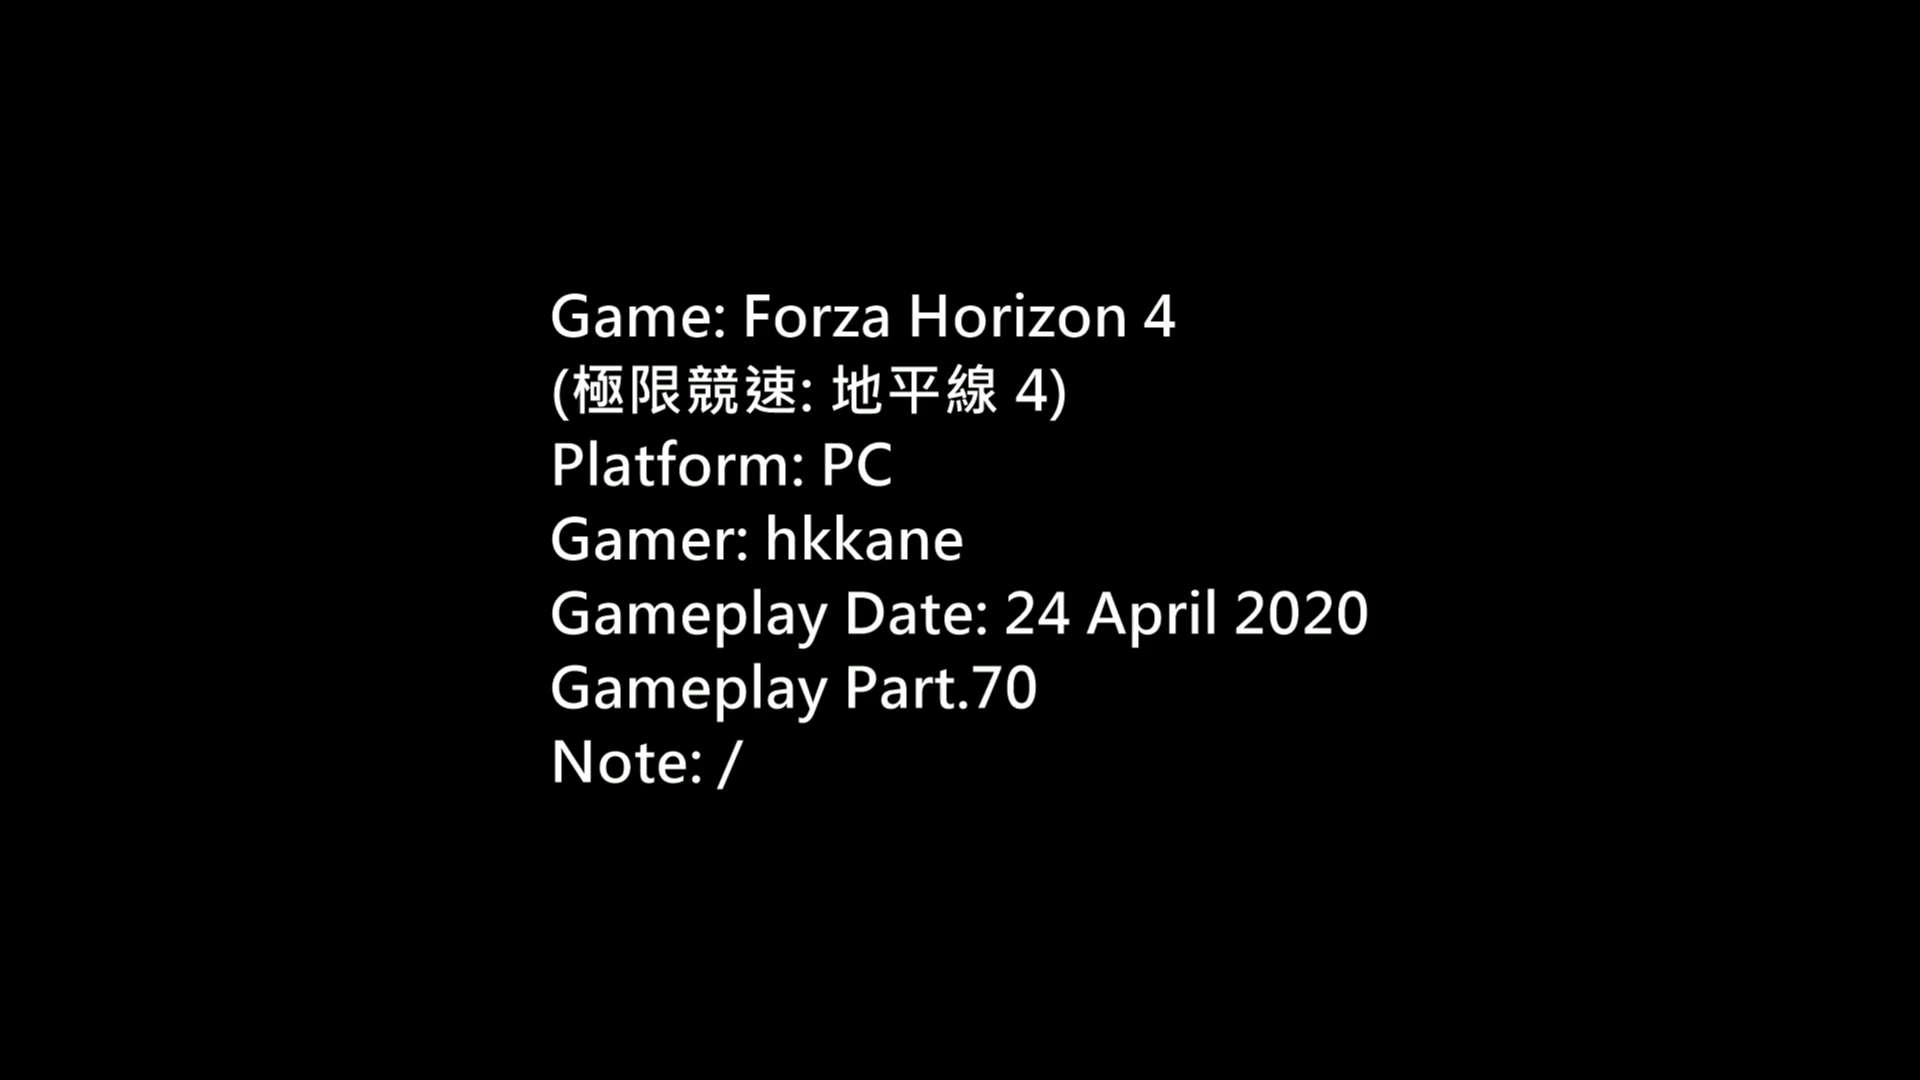 Game: Forza Horizon 4
(極限競速: 地平線 4)
Platform: PC
Gamer: hkkane
Gameplay Date: 24 April 2020
Gameplay Part.70
Note: /